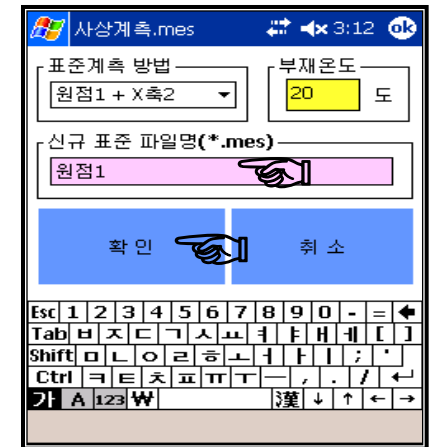 사상계측.mes 3:12 ok
표준계측 방법 부재온도
원점1 + X축2 20 도
신규 표준 파일명(*.mes)
원점1
확 인 취 소
Esc 1 2 3 4 5 6 7 8 9 0 - = 
Tab ㅂ ㅈ ㄷ ㄱ ㅅ ㅛ ㅕ ㅑ ㅐ ㅔ [ ]
Shift ㅁ ㄴ ㅇ ㄹ ㅎ ㅗ ㅓ ㅏ ㅣ ; '
Ctrl ㅋ ㅌ ㅊ ㅍ ㅠ ㅜ ㅡ , . /
가 A 123 ₩ 漢 ↓ ↑ ← →